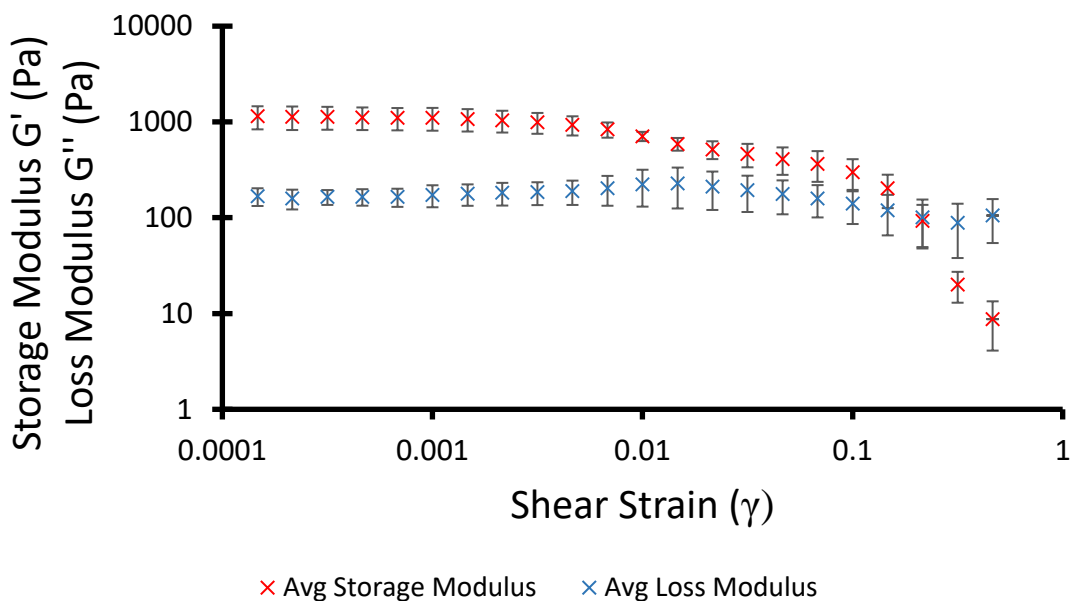 Storage Modulus G' (Pa)
Loss Modulus G'' (Pa)
10000
1000
100
10
1
0.0001
0.001
0.01
0.1
1
Shear Strain (γ)
Avg Storage Modulus
Avg Loss Modulus